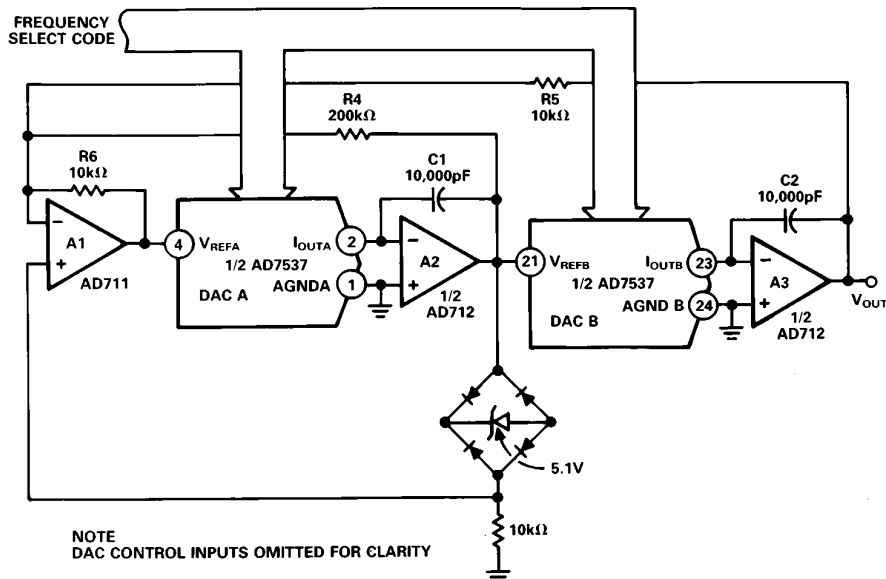 FREQUENCY
SELECT CODE
R4
200kΩ
R5
10kΩ
R6
10kΩ
C1
10,000pF
C2
10,000pF
−
A1
+
AD711
4
VREFA
IOUTA
2
1/2 AD7537
AGNDA
1
DAC A
−
A2
+
1/2
AD712
21
VREFB
IOUTB
23
1/2 AD7537
AGND B
24
DAC B
−
A3
+
1/2
AD712
VOUT
5.1V
10kΩ
NOTE
DAC CONTROL INPUTS OMITTED FOR CLARITY